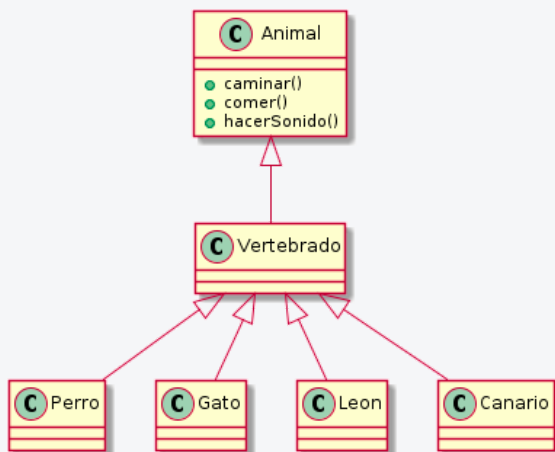 C Animal
caminar()
comer()
hacerSonido()
C Vertebrado
C Perro
C Gato
C Leon
C Canario